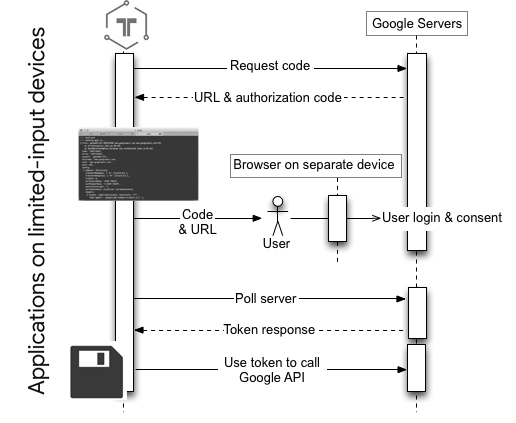 Applications on limited-input devices
Google Servers
Request code
URL & authorization code
Browser on separate device
Code
& URL
User
User login & consent
Poll server
Token response
Use token to call
Google API